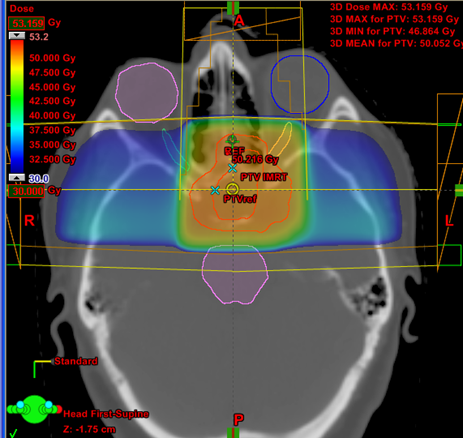 Dose
53.159 Gy
53.2
50.000 Gy
47.500 Gy
45.000 Gy
42.500 Gy
40.000 Gy
37.500 Gy
35.000 Gy
32.500 Gy
30.0
30.000 Gy
3D Dose MAX: 53.159 Gy
3D MAX for PTV: 53.159 Gy
3D MIN for PTV: 46.864 Gy
3D MEAN for PTV: 50.052 Gy
A
50.216 Gy
PTV IMRT
PTVref
R
L
Standard
Head First-Supine
Z: -1.75 cm
P